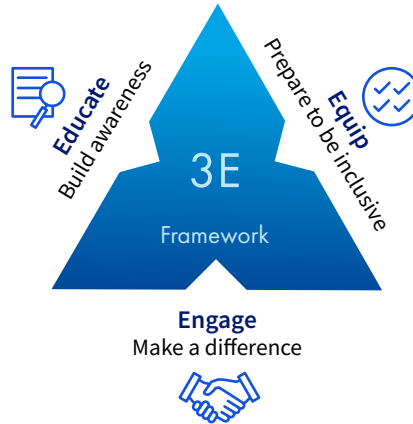 Educate
Build awareness
Equip
Prepare to be inclusive
3E
Framework
Engage
Make a difference